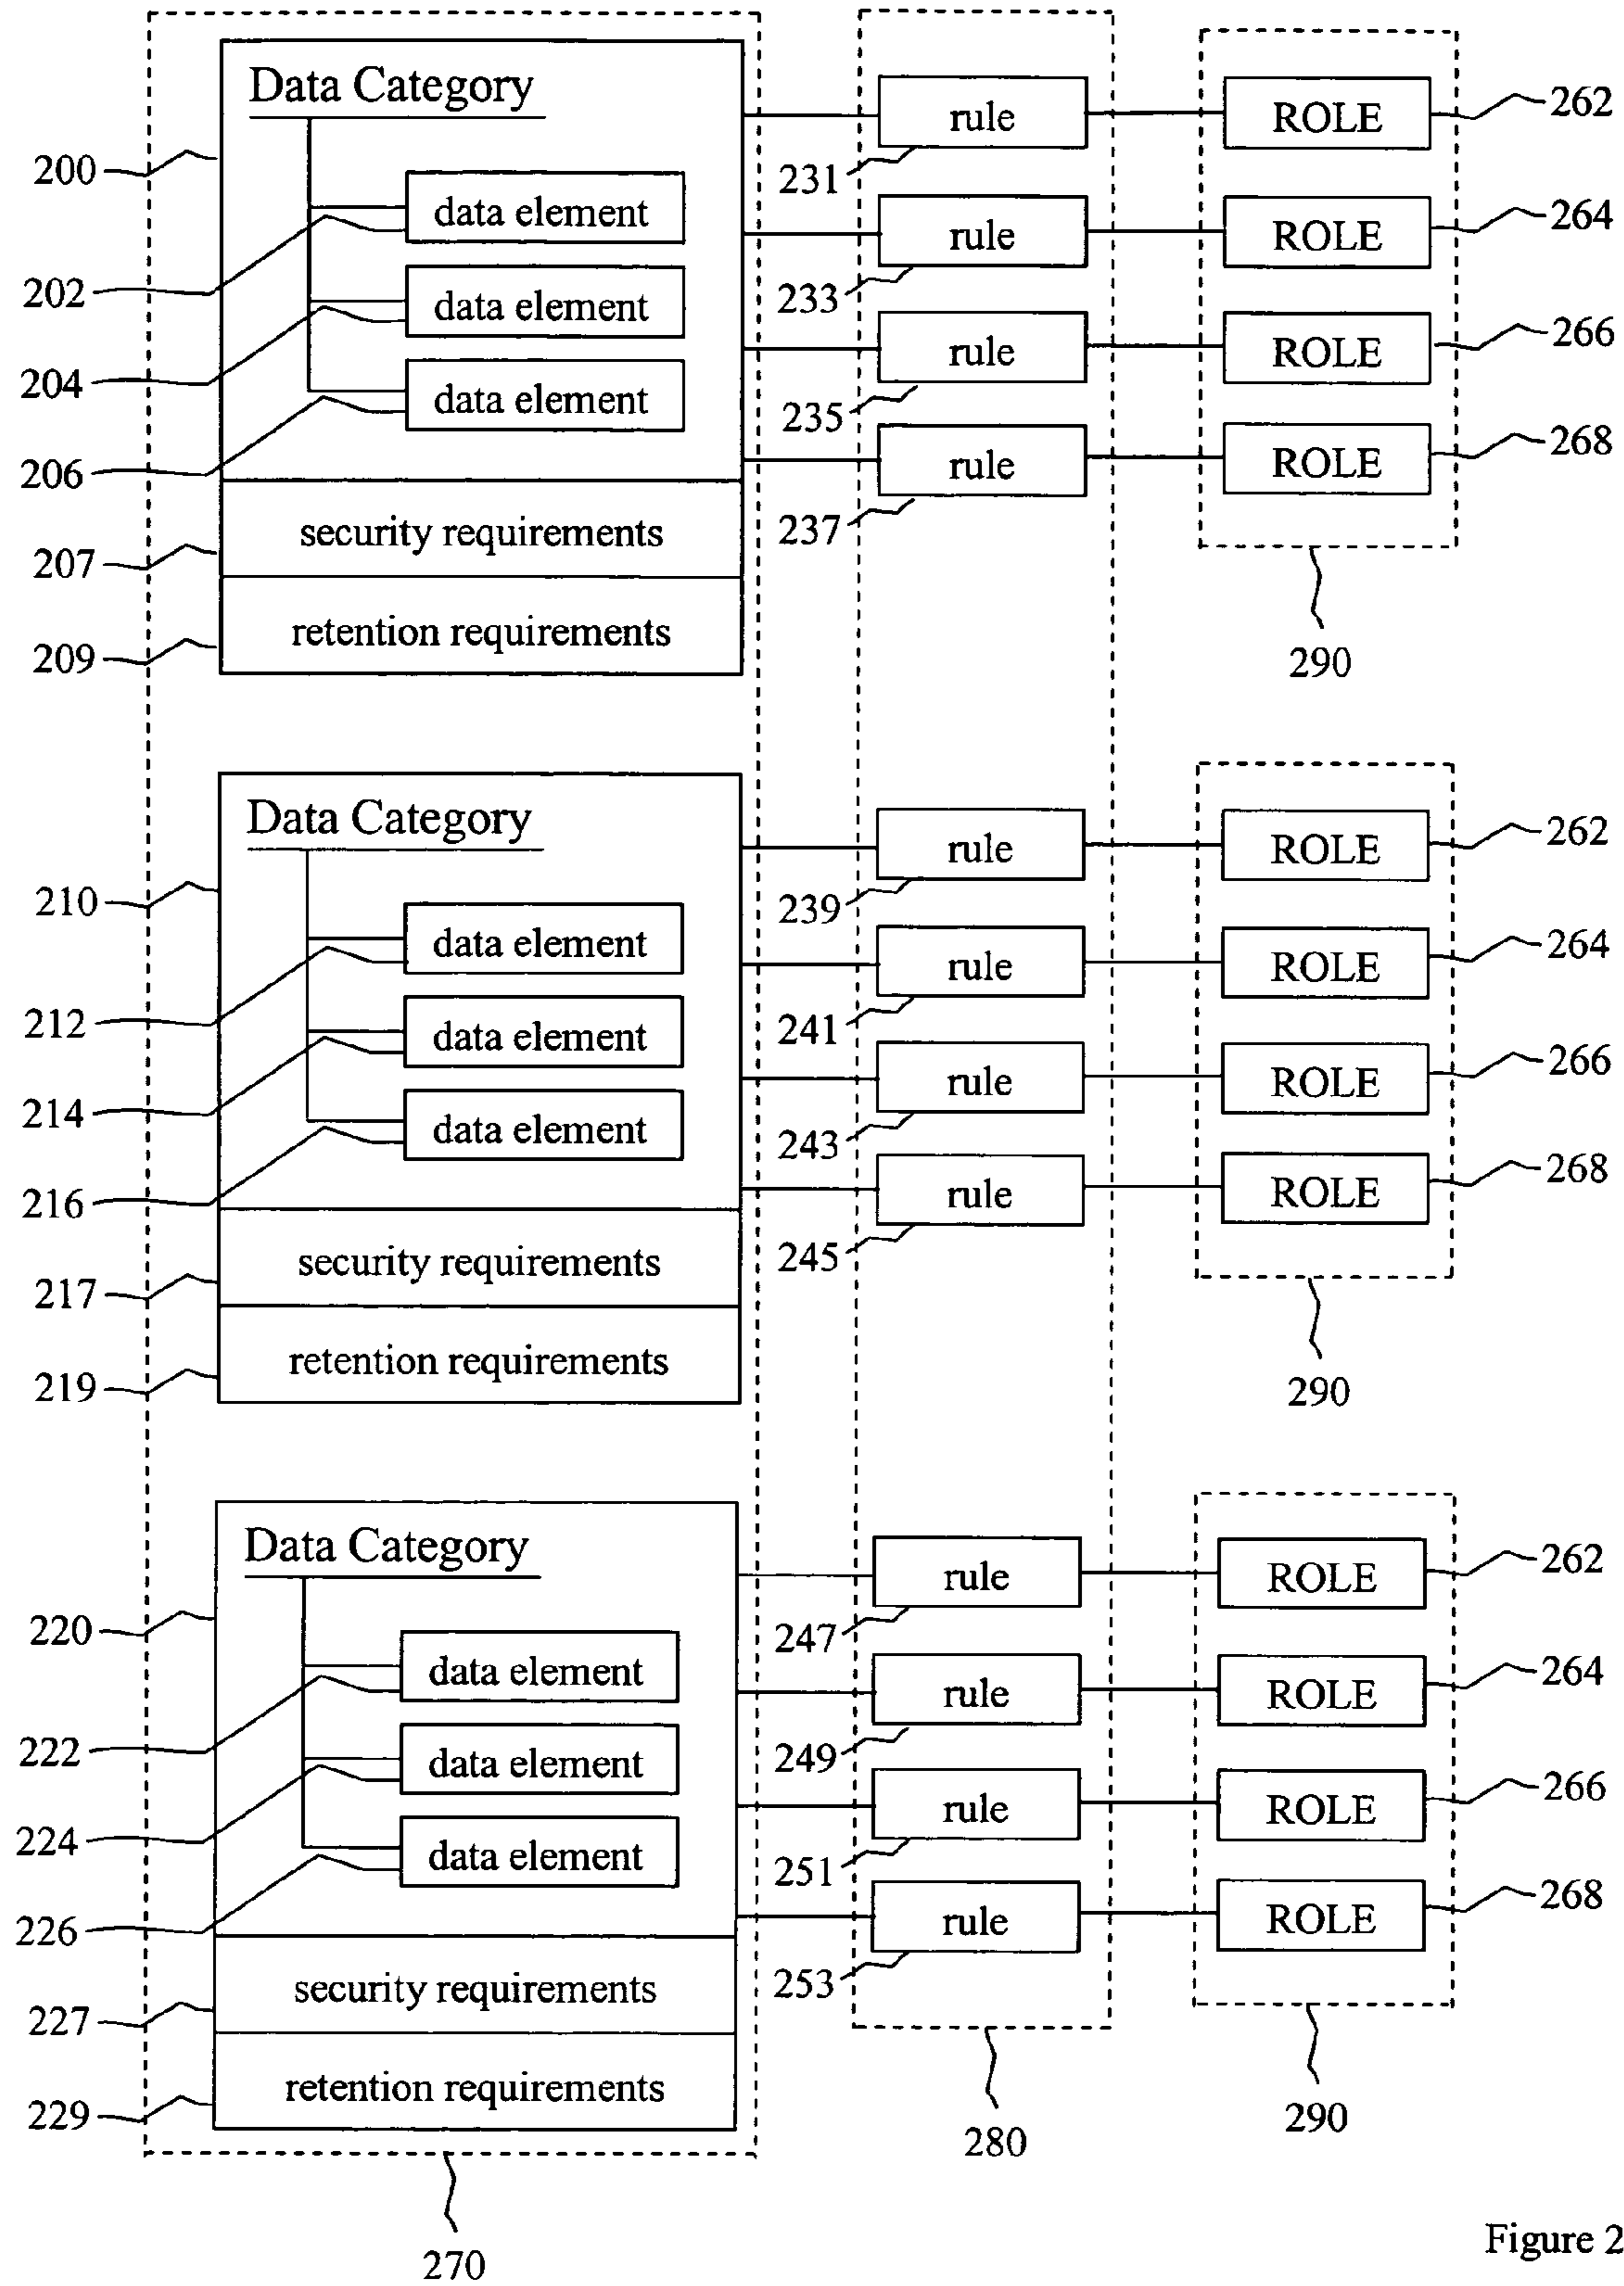 Data Category
200
data element
202
data element
204
data element
206
security requirements
207
retention requirements
209
rule
231
rule
233
rule
235
rule
237
ROLE
262
ROLE
264
ROLE
266
ROLE
268
290
Data Category
210
data element
212
data element
214
data element
216
security requirements
217
retention requirements
219
rule
239
rule
241
rule
243
rule
245
ROLE
262
ROLE
264
ROLE
266
ROLE
268
290
Data Category
220
data element
222
data element
224
data element
226
security requirements
227
retention requirements
229
rule
247
rule
249
rule
251
rule
253
ROLE
262
ROLE
264
ROLE
266
ROLE
268
290
280
270
Figure 2